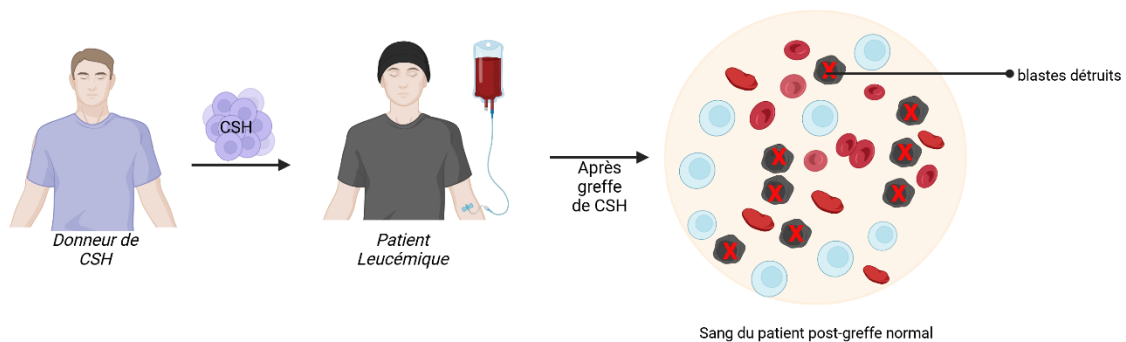 CSH
Donneur de
CSH
Patient
Leucémique
Après
greffe
de CSH
X
X
X
X
X
X
X
X
blastes détruits
Sang du patient post-greffe normal